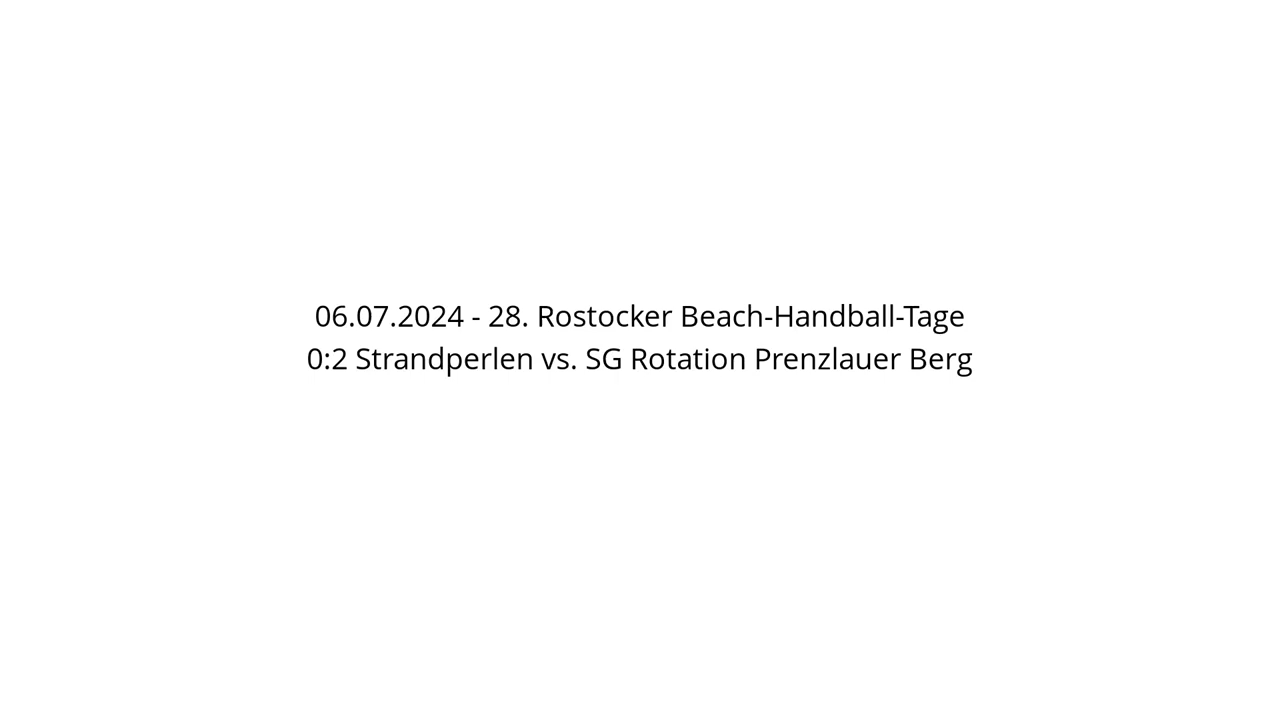 06.07.2024 - 28. Rostocker Beach-Handball-Tage
0:2 Strandperlen vs. SG Rotation Prenzlauer Berg